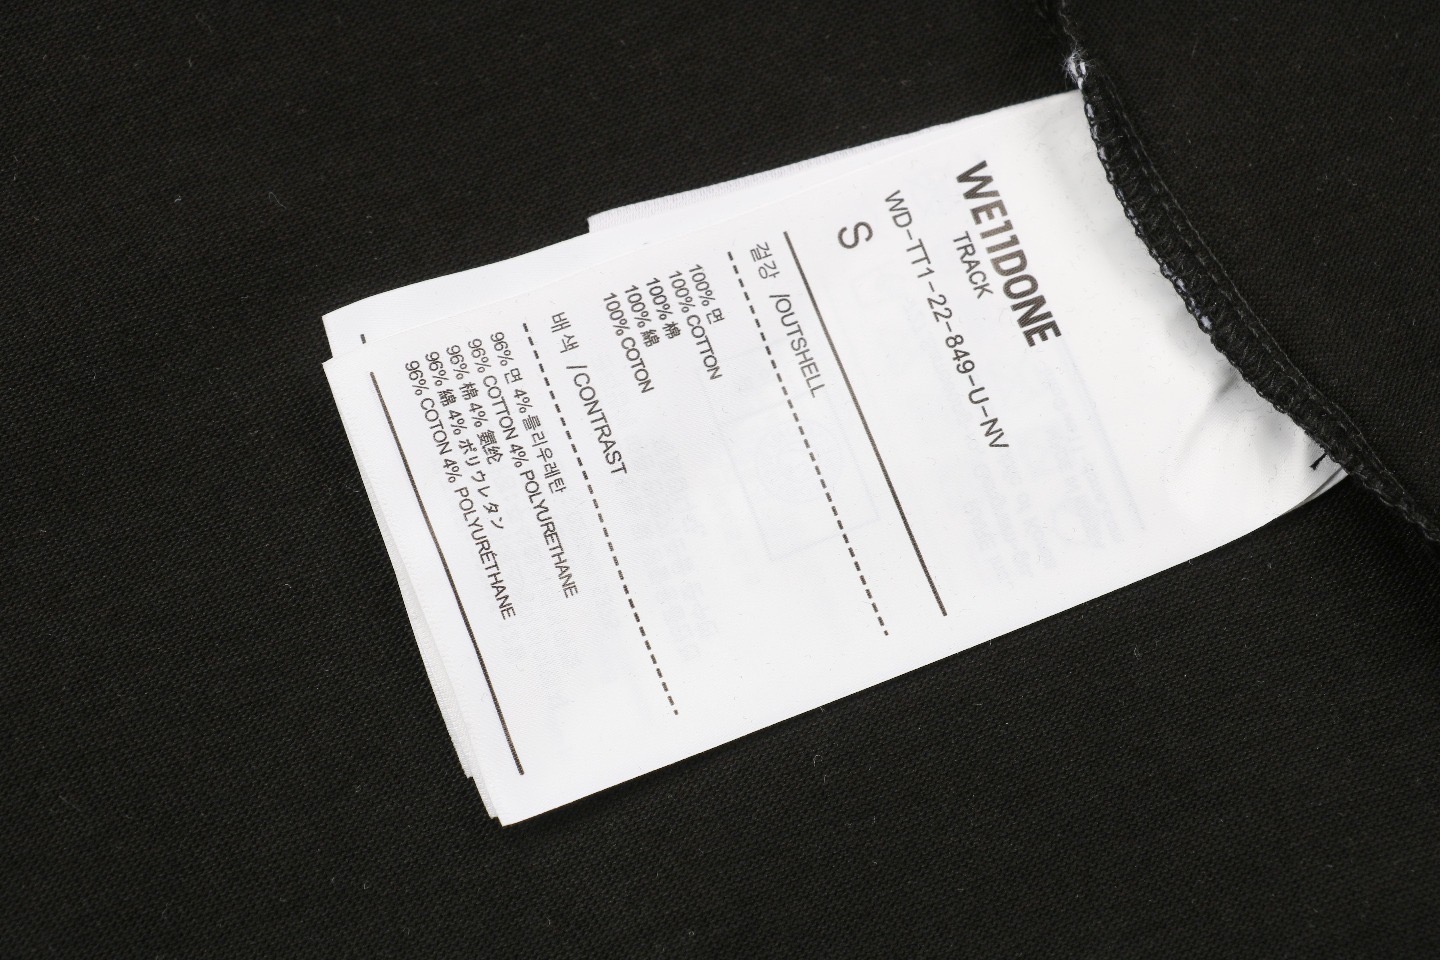 WE11DONE
TRACK
WD-TT1-22-849-U-NV
S
겉감 /OUTSHELL
100% 면
100% COTTON
100% 棉
100% 綿
100% COTON
배색 /CONTRAST
96% 면 4% 폴리우레탄
96% COTTON 4% POLYURETHANE
96% 棉 4% 氨纶
96% 綿 4% ポリウレタン
96% COTON 4% POLYURÉTHANE